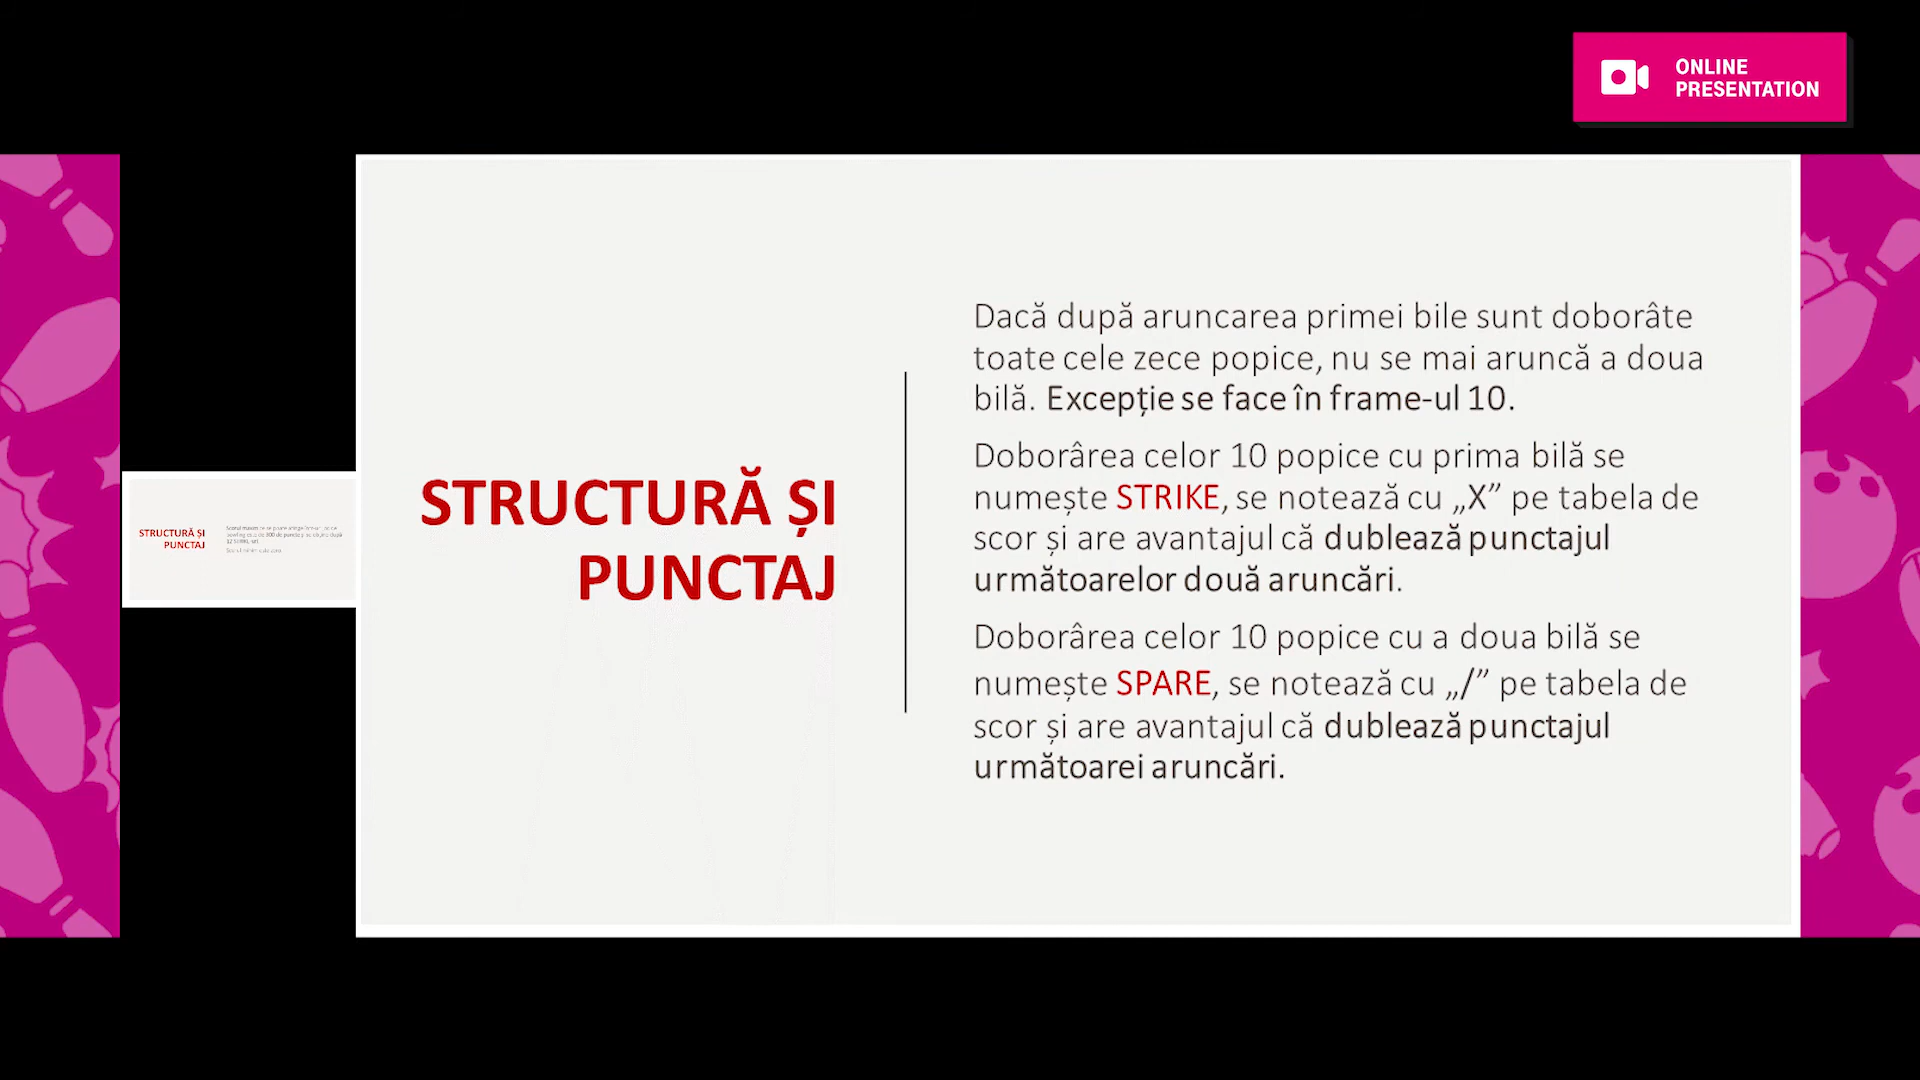 ONLINE
PRESENTATION
STRUCTURĂ ȘI
PUNCTAJ
Dacă după aruncarea primei bile sunt doborâte
toate cele zece popice, nu se mai aruncă a doua
bilă. Excepție se face în frame-ul 10.
Doborârea celor 10 popice cu prima bilă se
numește STRIKE, se notează cu „X” pe tabela de
scor și are avantajul că dublează punctajul
următoarelor două aruncări.
Doborârea celor 10 popice cu a doua bilă se
numește SPARE, se notează cu „/” pe tabela de
scor și are avantajul că dublează punctajul
următoarei aruncări.
STRUCTURĂ ȘI
PUNCTAJ